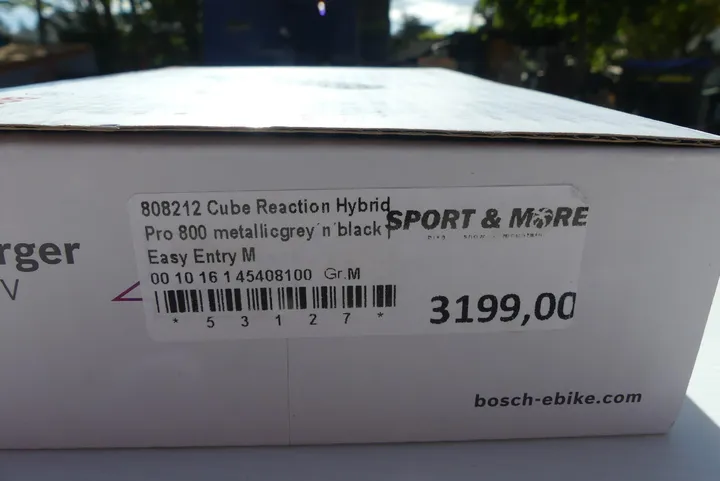 808212 Cube Reaction Hybrid
Pro 800 metallicgrey´n´black
Easy Entry M
00 10 16 1 45408100 Gr.M
* 5 3 1 2 7 *
SPORT & MORE
3199,00
rger
V
bosch-ebike.com